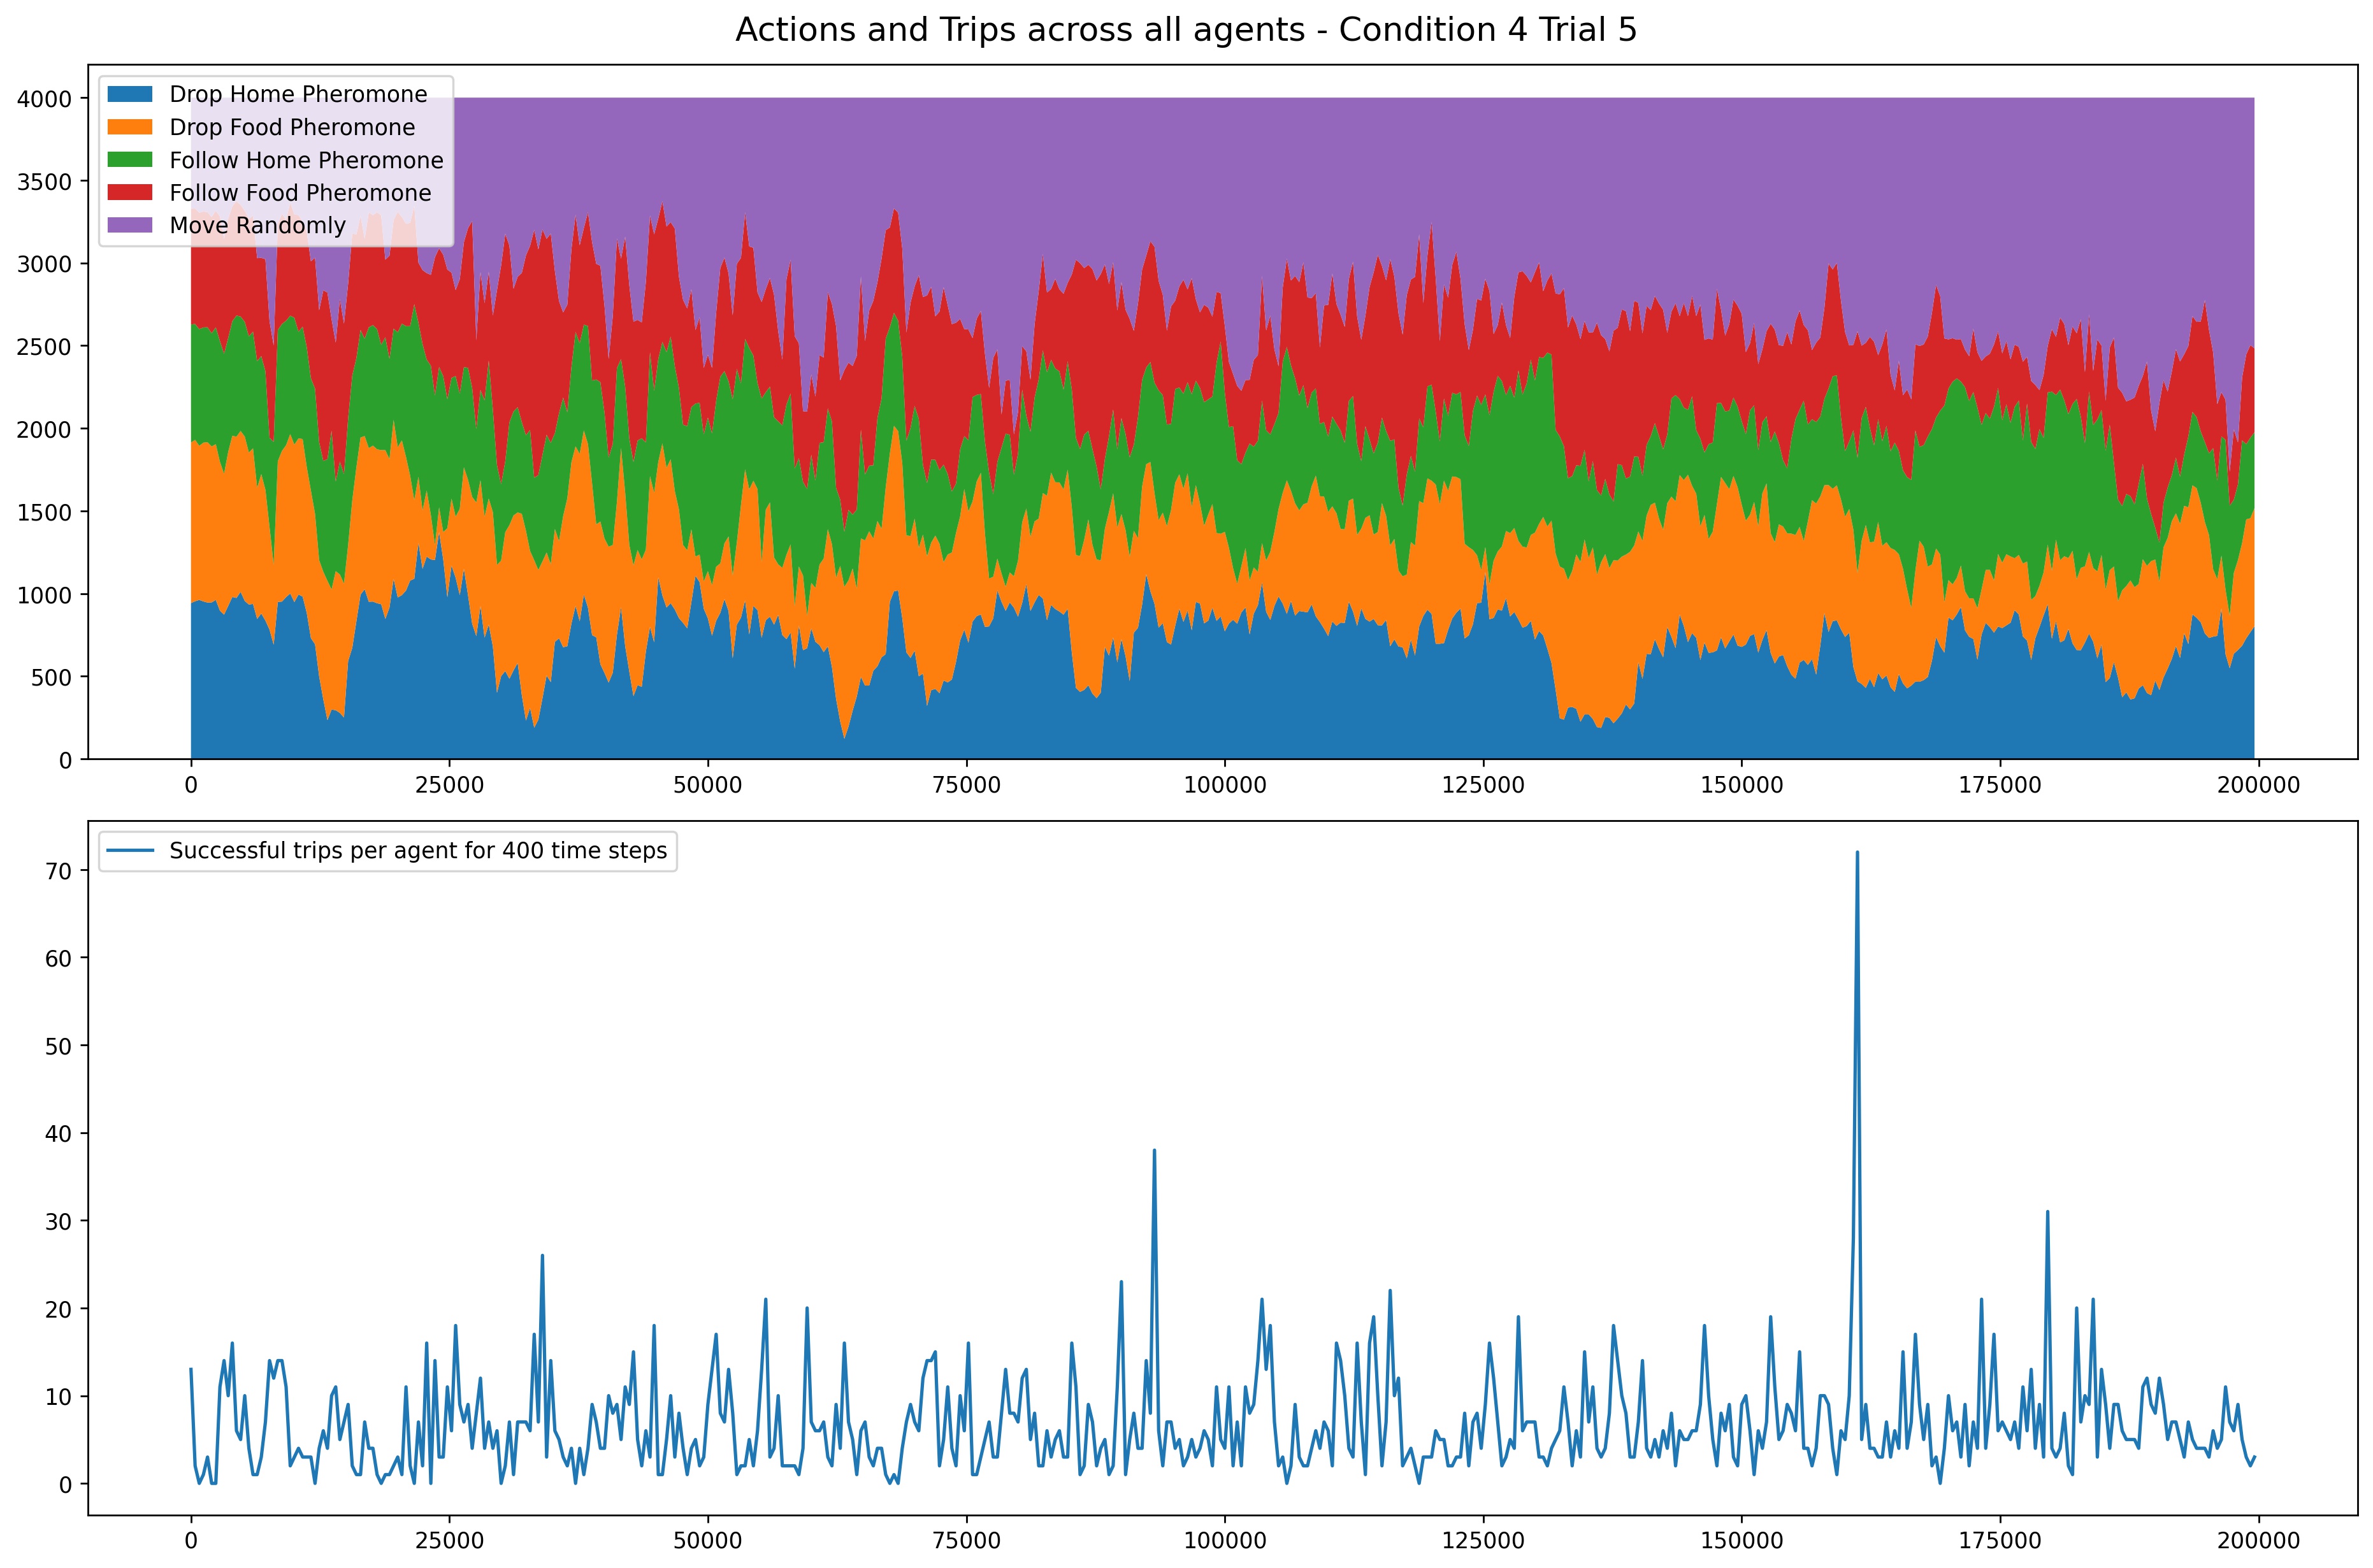 Actions and Trips across all agents - Condition 4 Trial 5
4000
3500
3000
2500
2000
1500
1000
500
0
Drop Home Pheromone
Drop Food Pheromone
Follow Home Pheromone
Follow Food Pheromone
Move Randomly
0 25000 50000 75000 100000 125000 150000 175000 200000
70
60
50
40
30
20
10
0
Successful trips per agent for 400 time steps
0 25000 50000 75000 100000 125000 150000 175000 200000